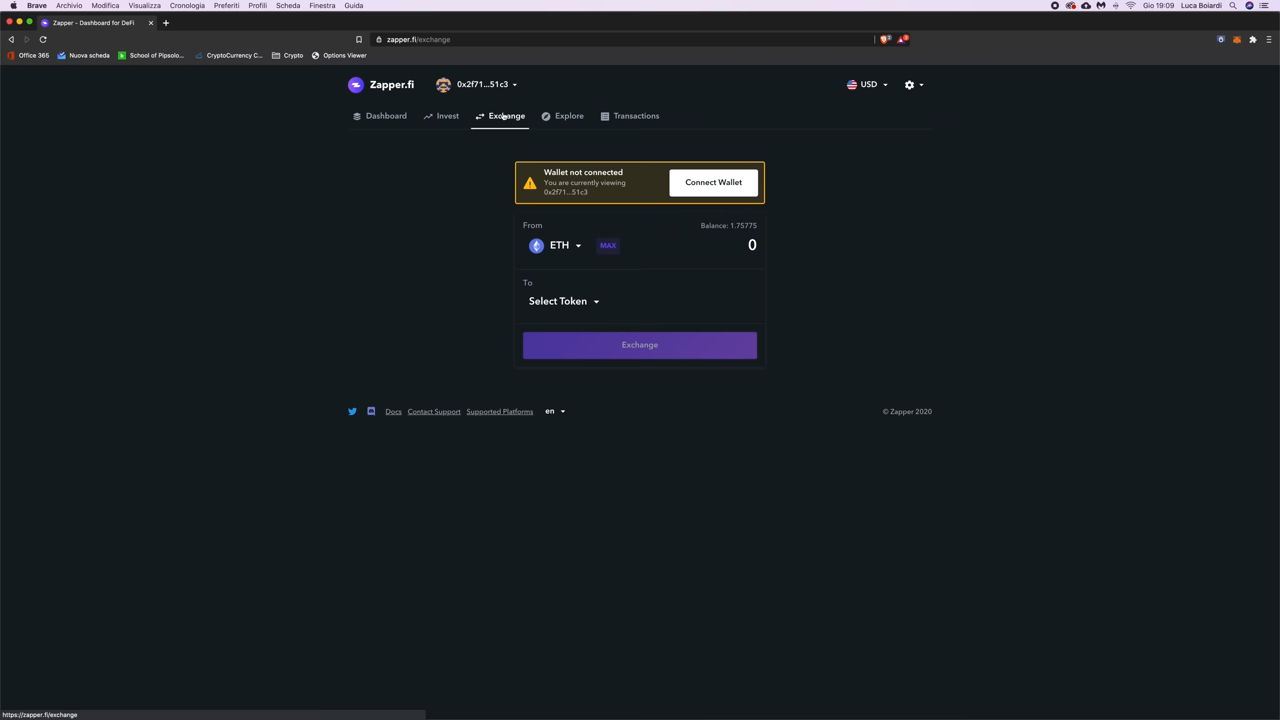 Brave Archivio Modifica Visualizza Cronologia Preferiti Profili Scheda Finestra Guida Gio 19:09 Luca Boiardi
Zapper - Dashboard for DeFi
zapper.fi/exchange
Office 365 Nuova scheda School of Pipsolo... CryptoCurrency C... Crypto Options Viewer
Zapper.fi 0x2f71...51c3 USD
Dashboard Invest Exchange Explore Transactions
Wallet not connected
You are currently viewing
0x2f71...51c3
Connect Wallet
From Balance: 1.75775
ETH MAX 0
To
Select Token
Exchange
Docs Contact Support Supported Platforms en © Zapper 2020
https://zapper.fi/exchange